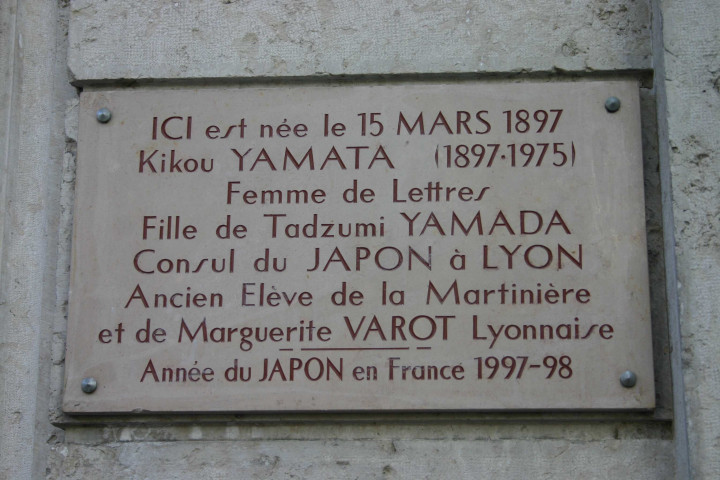 ICI est née le 15 MARS 1897
Kikou YAMATA (1897·1975)
Femme de Lettres
Fille de Tadzumi YAMADA
Consul du JAPON à LYON
Ancien Elève de la Martinière
et de Marguerite VAROT Lyonnaise
Année du JAPON en France 1997-98